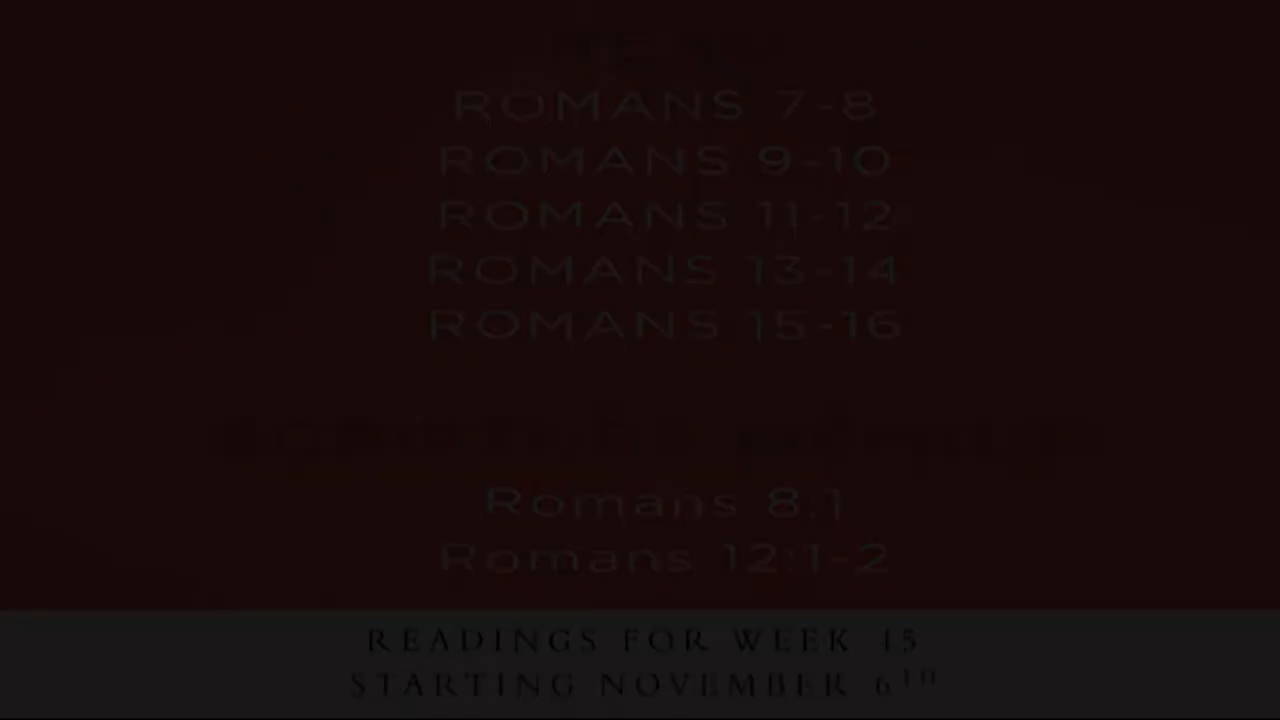 ROMANS 7-8
ROMANS 9-10
ROMANS 11-12
ROMANS 13-14
ROMANS 15-16
Romans 8:1
Romans 12:1-2
READINGS FOR WEEK 15
STARTING NOVEMBER 6TH